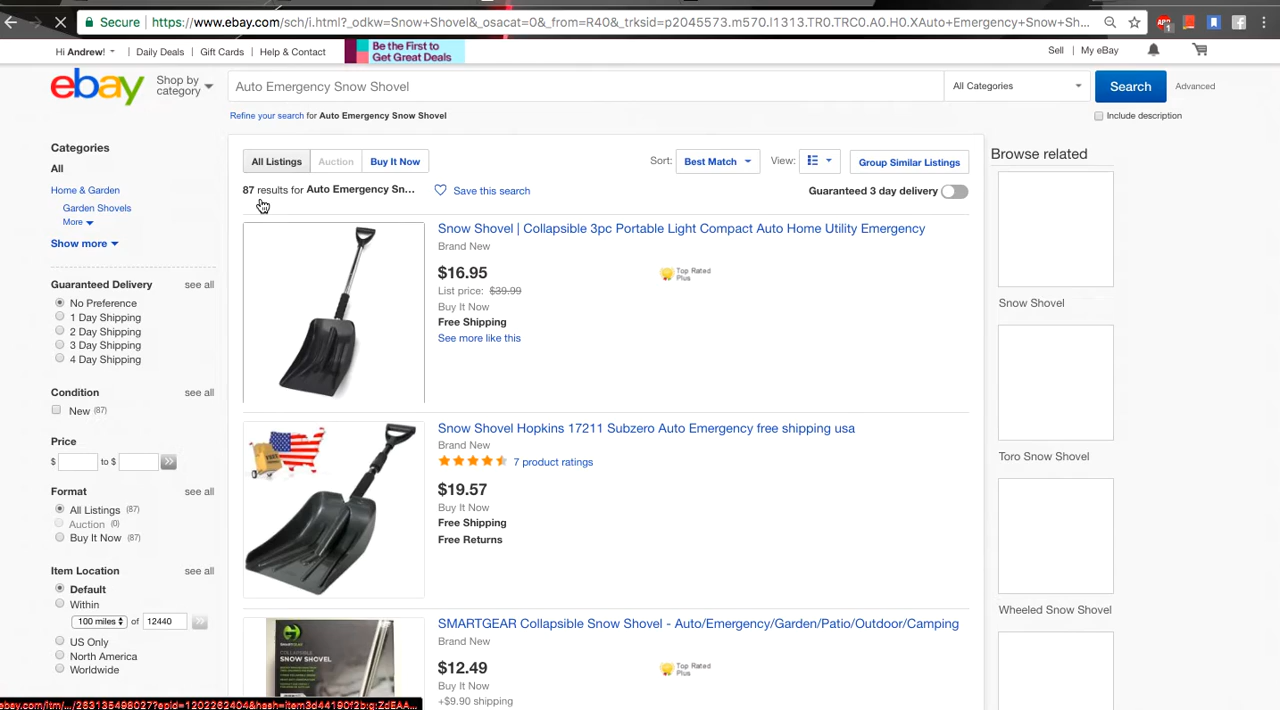 Secure https://www.ebay.com/sch/i.html?_odkw=Snow+Shovel&_osacat=0&_from=R40&_trksid=p2045573.m570.l1313.TR0.TRC0.A0.H0.XAuto+Emergency+Snow+Sh...
1
Hi Andrew! Daily Deals Gift Cards Help & Contact
Be the First to
Get Great Deals
Sell My eBay
ebay
Shop by
category
Auto Emergency Snow Shovel
All Categories
Search
Advanced
Refine your search for Auto Emergency Snow Shovel
Include description
Categories
All
Home & Garden
Garden Shovels
More
Show more
Guaranteed Delivery see all
No Preference
1 Day Shipping
2 Day Shipping
3 Day Shipping
4 Day Shipping
Condition see all
New (87)
Price
$ to $
Format see all
All Listings (87)
Auction (0)
Buy It Now (87)
Item Location see all
Default
Within
100 miles of 12440
US Only
North America
Worldwide
All Listings Auction Buy It Now
Sort: Best Match View: Group Similar Listings
87 results for Auto Emergency Sn...
Save this search
Guaranteed 3 day delivery
Snow Shovel | Collapsible 3pc Portable Light Compact Auto Home Utility Emergency
Brand New
$16.95
Top Rated
Plus
List price: $39.99
Buy It Now
Free Shipping
See more like this
Snow Shovel Hopkins 17211 Subzero Auto Emergency free shipping usa
Brand New
7 product ratings
$19.57
Buy It Now
Free Shipping
Free Returns
SMARTGEAR
COLLAPSIBLE
SNOW SHOVEL
SMARTGEAR Collapsible Snow Shovel - Auto/Emergency/Garden/Patio/Outdoor/Camping
Brand New
$12.49
Top Rated
Plus
Buy It Now
+$9.90 shipping
Browse related
Snow Shovel
Toro Snow Shovel
Wheeled Snow Shovel